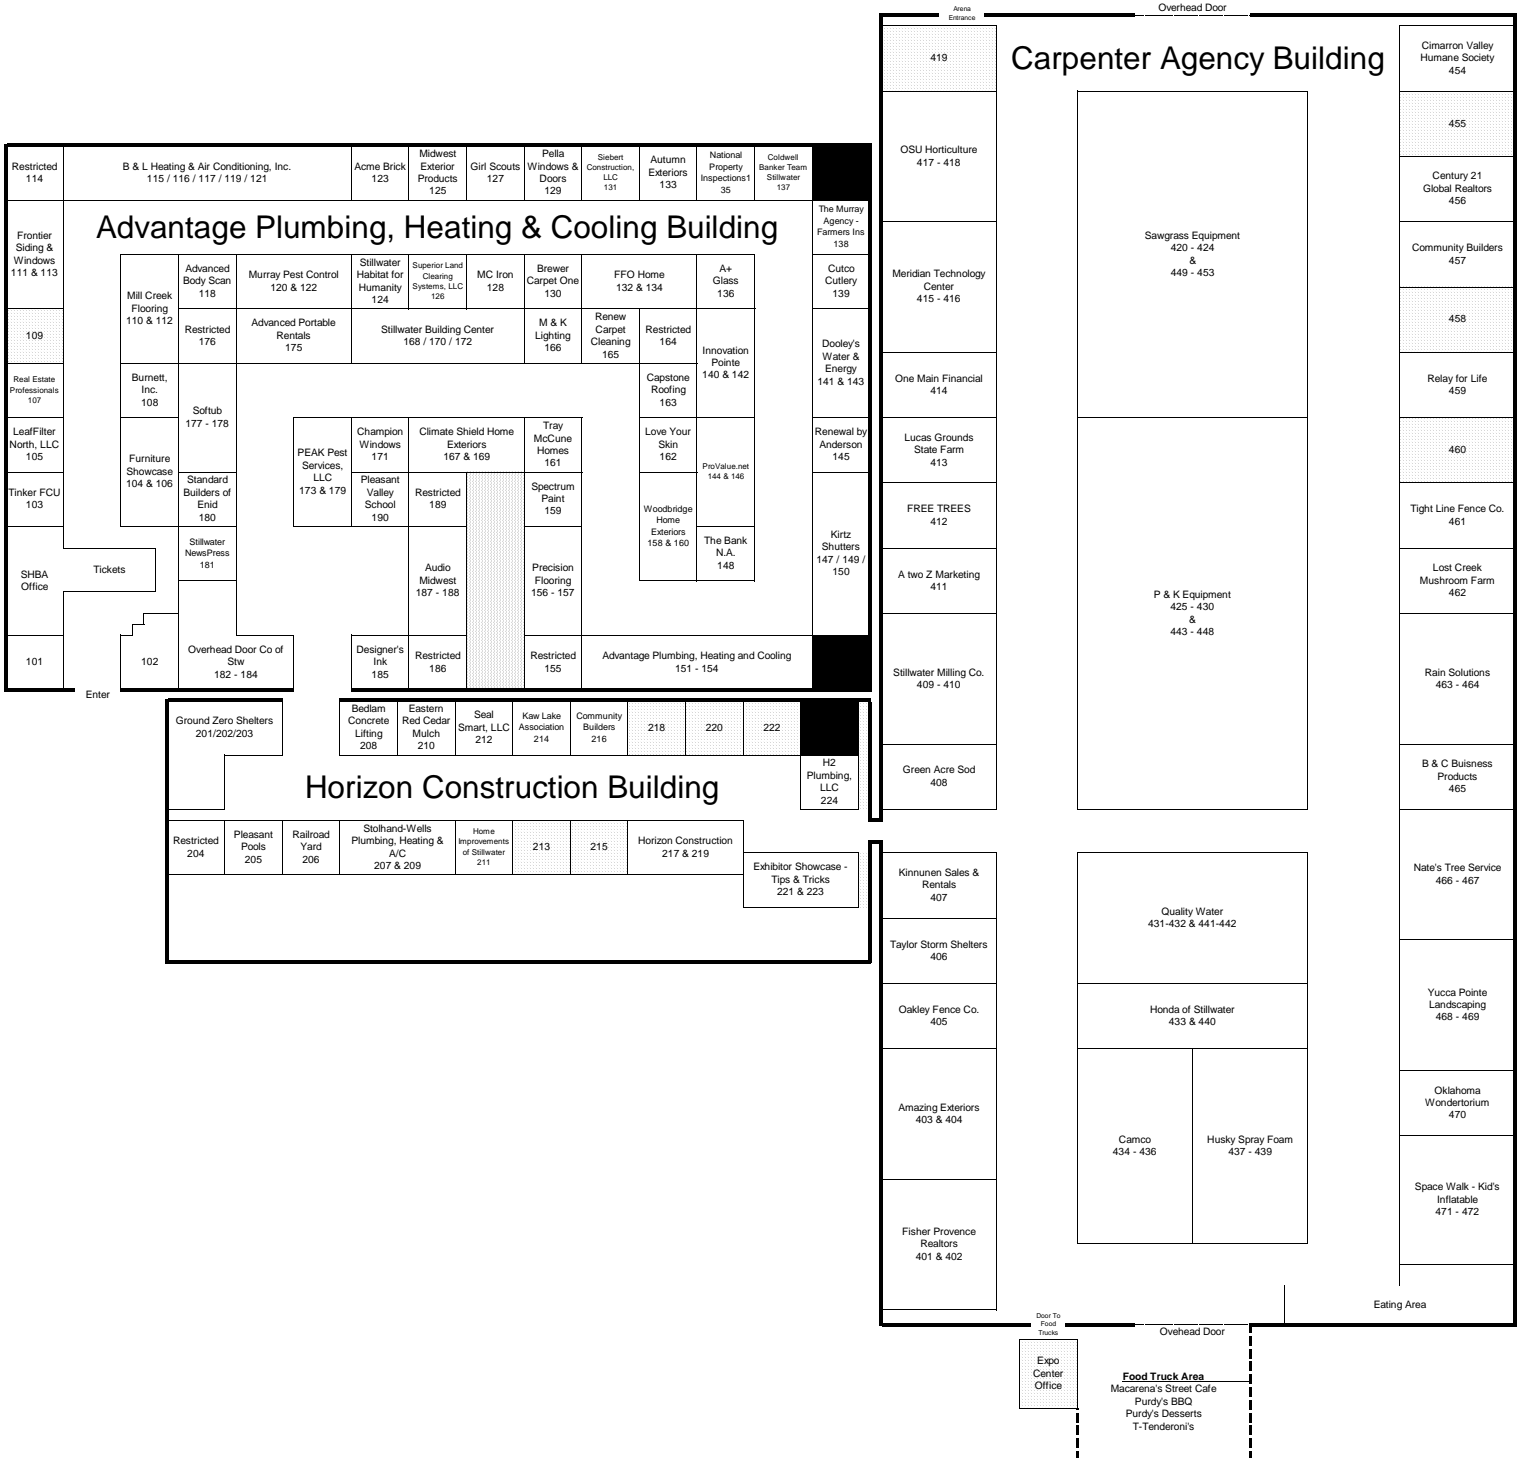 Arena
Entrance
Overhead Door
Carpenter Agency Building
419
OSU Horticulture
417 - 418
Meridian Technology
Center
415 - 416
One Main Financial
414
Lucas Grounds
State Farm
413
FREE TREES
412
A two Z Marketing
411
Stillwater Milling Co.
409 - 410
Green Acre Sod
408
Kinnunen Sales &
Rentals
407
Taylor Storm Shelters
406
Oakley Fence Co.
405
Amazing Exteriors
403 & 404
Fisher Provence
Realtors
401 & 402
Sawgrass Equipment
420 - 424
&
449 - 453
P & K Equipment
425 - 430
&
443 - 448
Quality Water
431-432 & 441-442
Honda of Stillwater
433 & 440
Camco
434 - 436
Husky Spray Foam
437 - 439
Cimarron Valley
Humane Society
454
455
Century 21
Global Realtors
456
Community Builders
457
458
Relay for Life
459
460
Tight Line Fence Co.
461
Lost Creek
Mushroom Farm
462
Rain Solutions
463 - 464
B & C Buisness
Products
465
Nate's Tree Service
466 - 467
Yucca Pointe
Landscaping
468 - 469
Oklahoma
Wondertorium
470
Space Walk - Kid's
Inflatable
471 - 472
Eating Area
Door To
Food
Trucks
Ovehead Door
Expo
Center
Office
Food Truck Area
Macarena's Street Cafe
Purdy's BBQ
Purdy's Desserts
T-Tenderoni's
Restricted
114
B & L Heating & Air Conditioning, Inc.
115 / 116 / 117 / 119 / 121
Acme Brick
123
Midwest
Exterior
Products
125
Girl Scouts
127
Pella
Windows &
Doors
129
Siebert
Construction,
LLC
131
Autumn
Exteriors
133
National
Property
Inspections1
35
Coldwell
Banker Team
Stillwater
137
Advantage Plumbing, Heating & Cooling Building
The Murray
Agency -
Farmers Ins
138
Frontier
Siding &
Windows
111 & 113
Mill Creek
Flooring
110 & 112
Advanced
Body Scan
118
Murray Pest Control
120 & 122
Stillwater
Habitat for
Humanity
124
Superior Land
Clearing
Systems, LLC
126
MC Iron
128
Brewer
Carpet One
130
FFO Home
132 & 134
A+
Glass
136
Cutco
Cutlery
139
109
Restricted
176
Advanced Portable
Rentals
175
Stillwater Building Center
168 / 170 / 172
M & K
Lighting
166
Renew
Carpet
Cleaning
165
Restricted
164
Innovation
Pointe
140 & 142
Dooley's
Water &
Energy
141 & 143
Real Estate
Professionals
107
Burnett,
Inc.
108
Softub
177 - 178
Capstone
Roofing
163
LeafFilter
North, LLC
105
Furniture
Showcase
104 & 106
PEAK Pest
Services,
LLC
173 & 179
Champion
Windows
171
Climate Shield Home
Exteriors
167 & 169
Tray
McCune
Homes
161
Love Your
Skin
162
ProValue.net
144 & 146
Renewal by
Anderson
145
Tinker FCU
103
Standard
Builders of
Enid
180
Pleasant
Valley
School
190
Restricted
189
Spectrum
Paint
159
Woodbridge
Home
Exteriors
158 & 160
Kirtz
Shutters
147 / 149 /
150
SHBA
Office
Tickets
Stillwater
NewsPress
181
Audio
Midwest
187 - 188
Precision
Flooring
156 - 157
The Bank
N.A.
148
101
102
Overhead Door Co of
Stw
182 - 184
Designer's
Ink
185
Restricted
186
Restricted
155
Advantage Plumbing, Heating and Cooling
151 - 154
Enter
Ground Zero Shelters
201/202/203
Bedlam
Concrete
Lifting
208
Eastern
Red Cedar
Mulch
210
Seal
Smart, LLC
212
Kaw Lake
Association
214
Community
Builders
216
218
220
222
H2
Plumbing,
LLC
224
Horizon Construction Building
Restricted
204
Pleasant
Pools
205
Railroad
Yard
206
Stolhand-Wells
Plumbing, Heating &
A/C
207 & 209
Home
Improvements
of Stillwater
211
213
215
Horizon Construction
217 & 219
Exhibitor Showcase -
Tips & Tricks
221 & 223